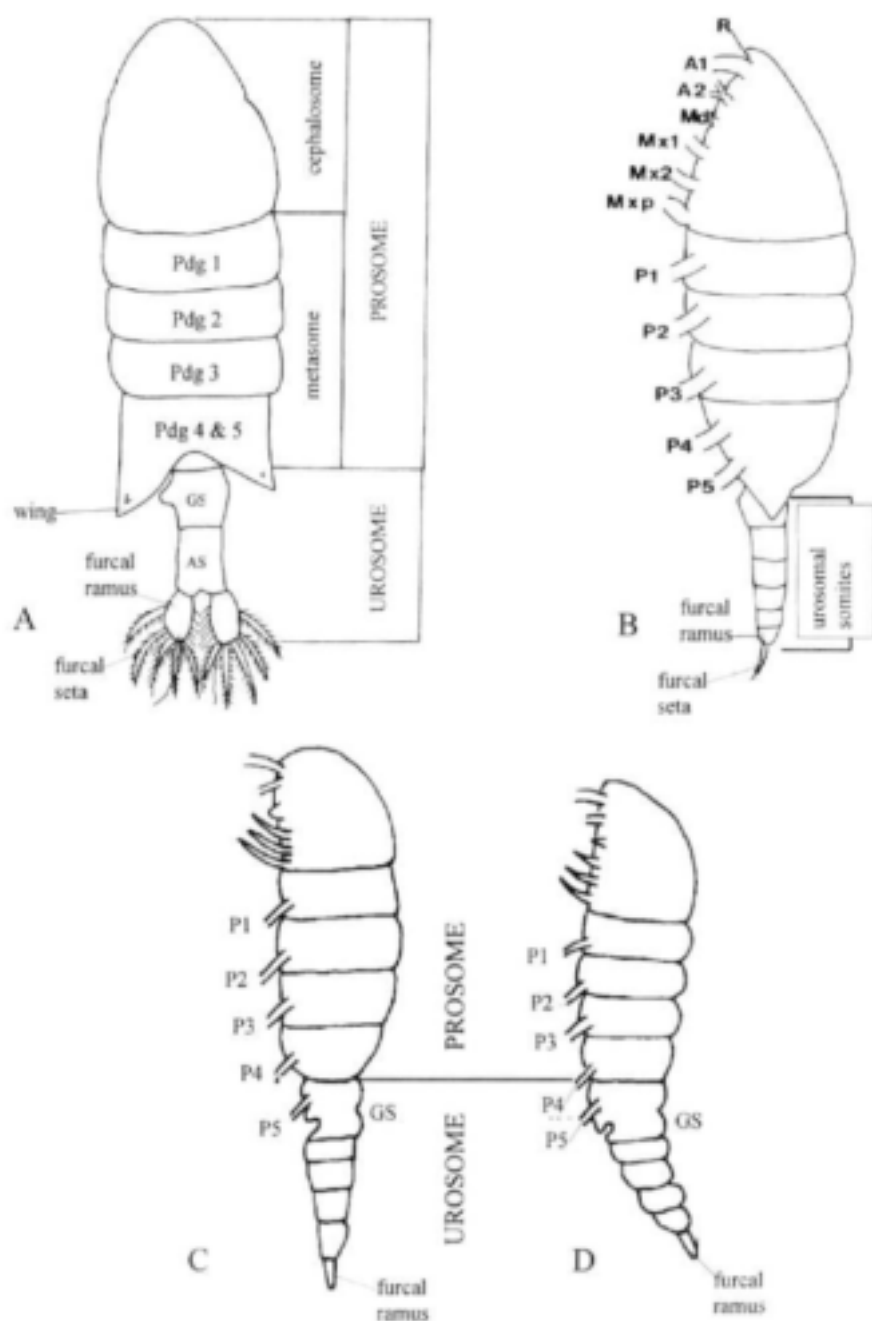 R
A1
A2
Md
Mx1
Mx2
Mxp
P1
P2
P3
P4
P5
cephalosome
metasome
PROSOME
UROSOME
Pdg 1
Pdg 2
Pdg 3
Pdg 4 & 5
GS
AS
wing
furcal
ramus
furcal
seta
A
urosomal
somites
furcal
ramus
furcal
seta
B
P1
P2
P3
P4
P5
GS
C
furcal
ramus
PROSOME
UROSOME
P1
P2
P3
P4
P5
GS
D
furcal
ramus